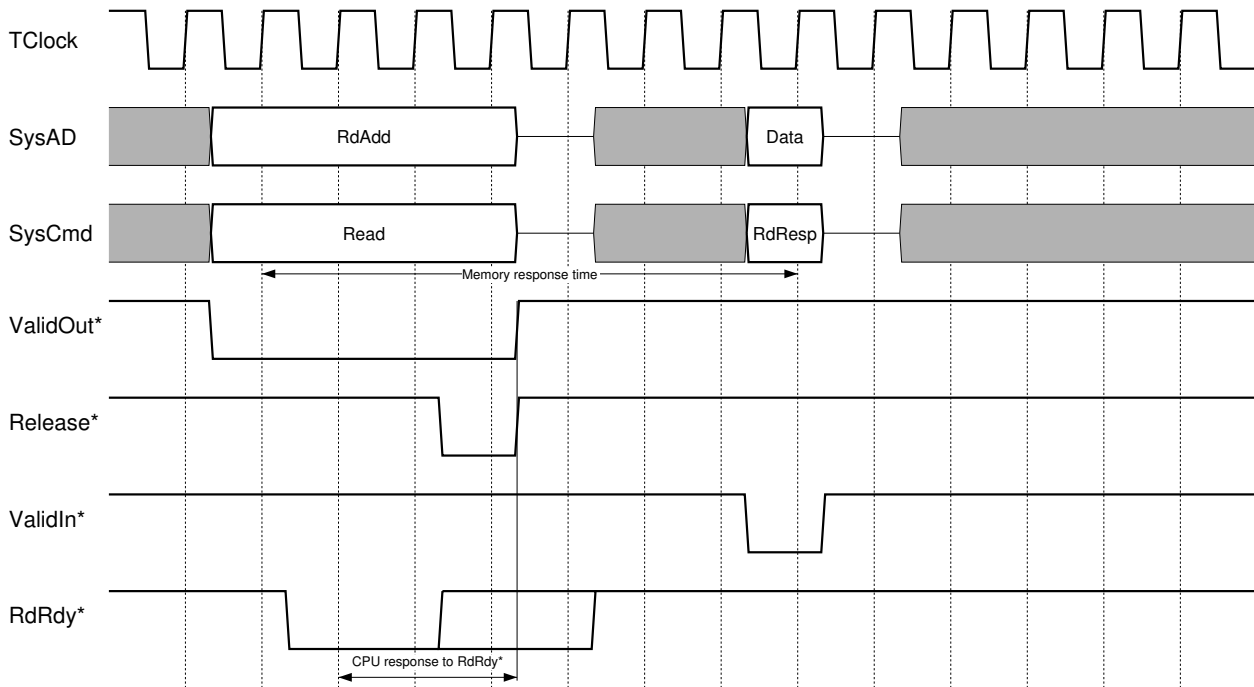 TClock
SysAD
RdAdd
Data
SysCmd
Read
RdResp
Memory response time
ValidOut*
Release*
ValidIn*
RdRdy*
CPU response to RdRdy*